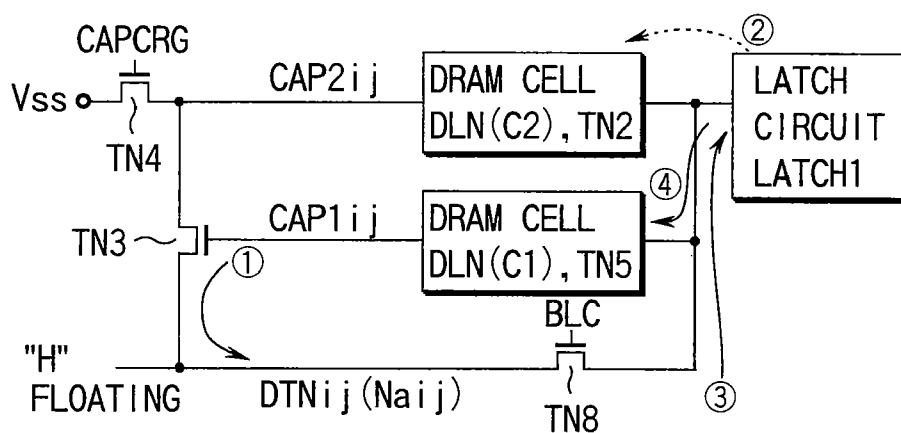 CAPCRG
Vss
TN4
CAP2ij
DRAM CELL
DLN(C2), TN2
②
LATCH
CIRCUIT
LATCH1
TN3
①
CAP1ij
DRAM CELL
DLN(C1), TN5
④
③
BLC
"H"
FLOATING
DTNij(Naij)
TN8